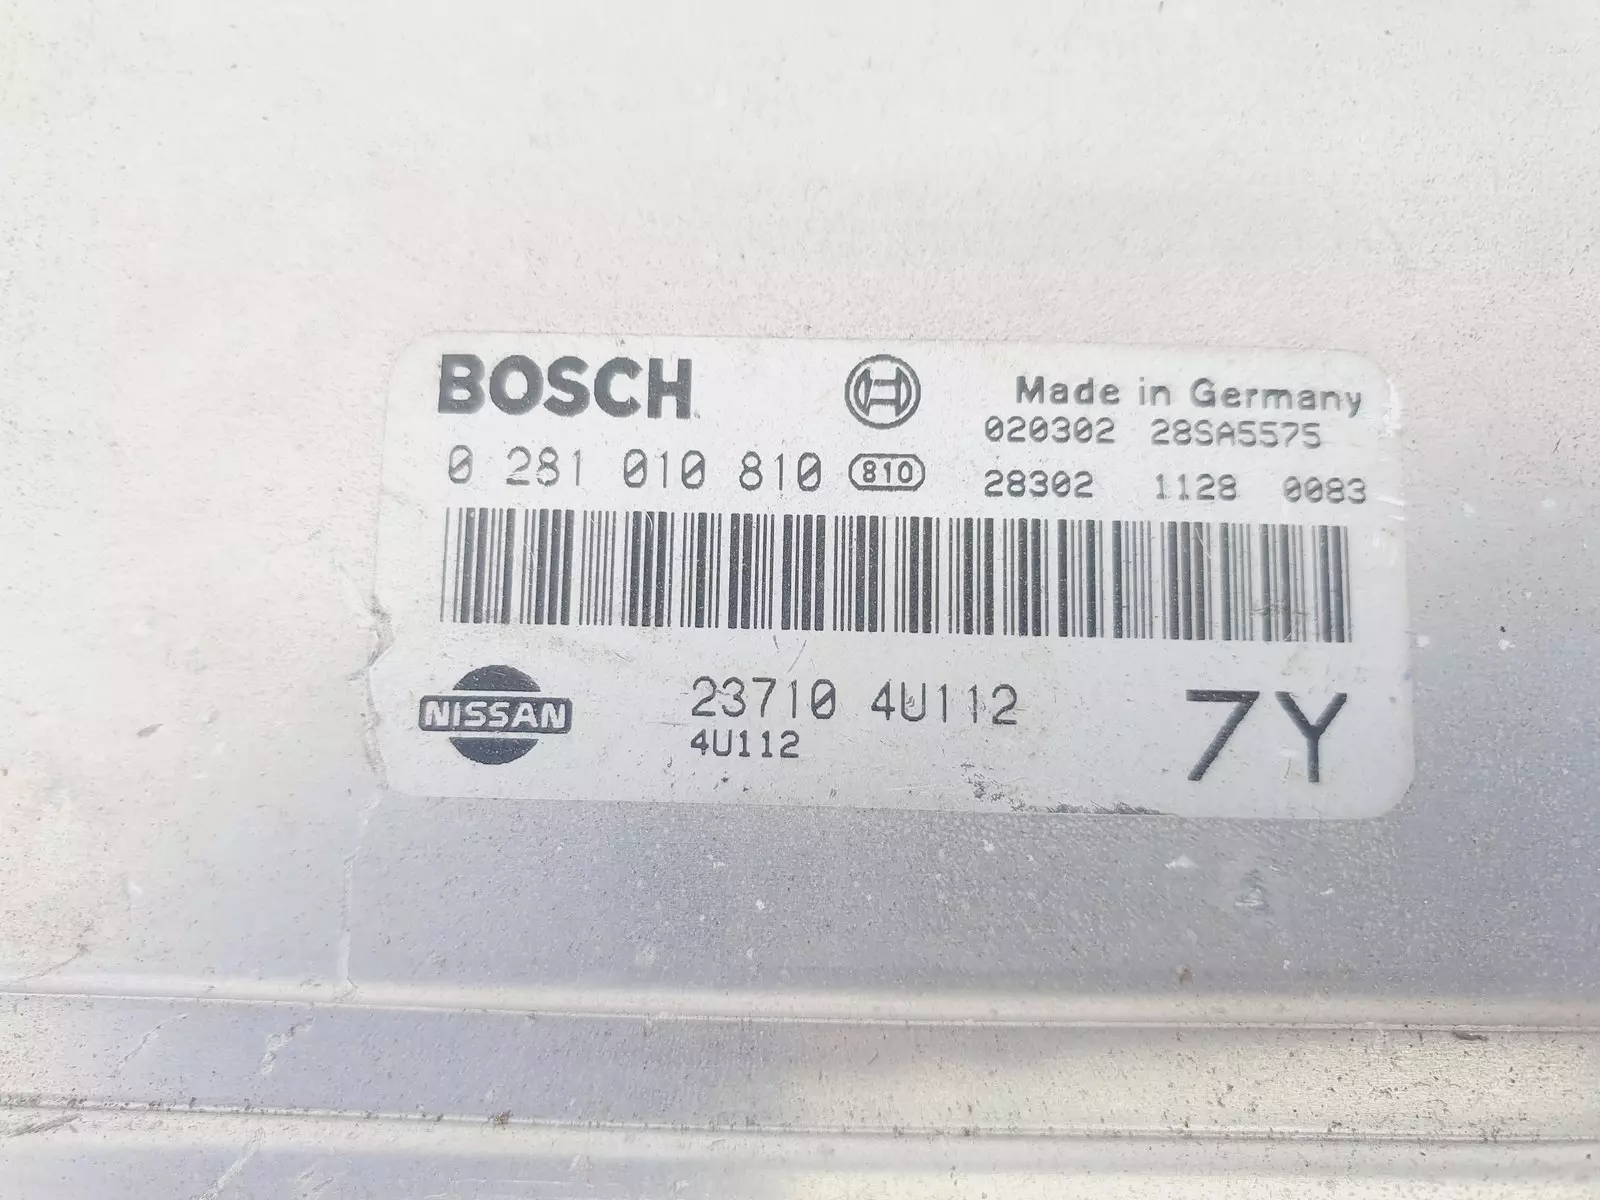 BOSCH
Made in Germany
020302 28SA5575
0 281 010 810 810
28302 1128 0083
NISSAN
23710 4U112
4U112
7Y